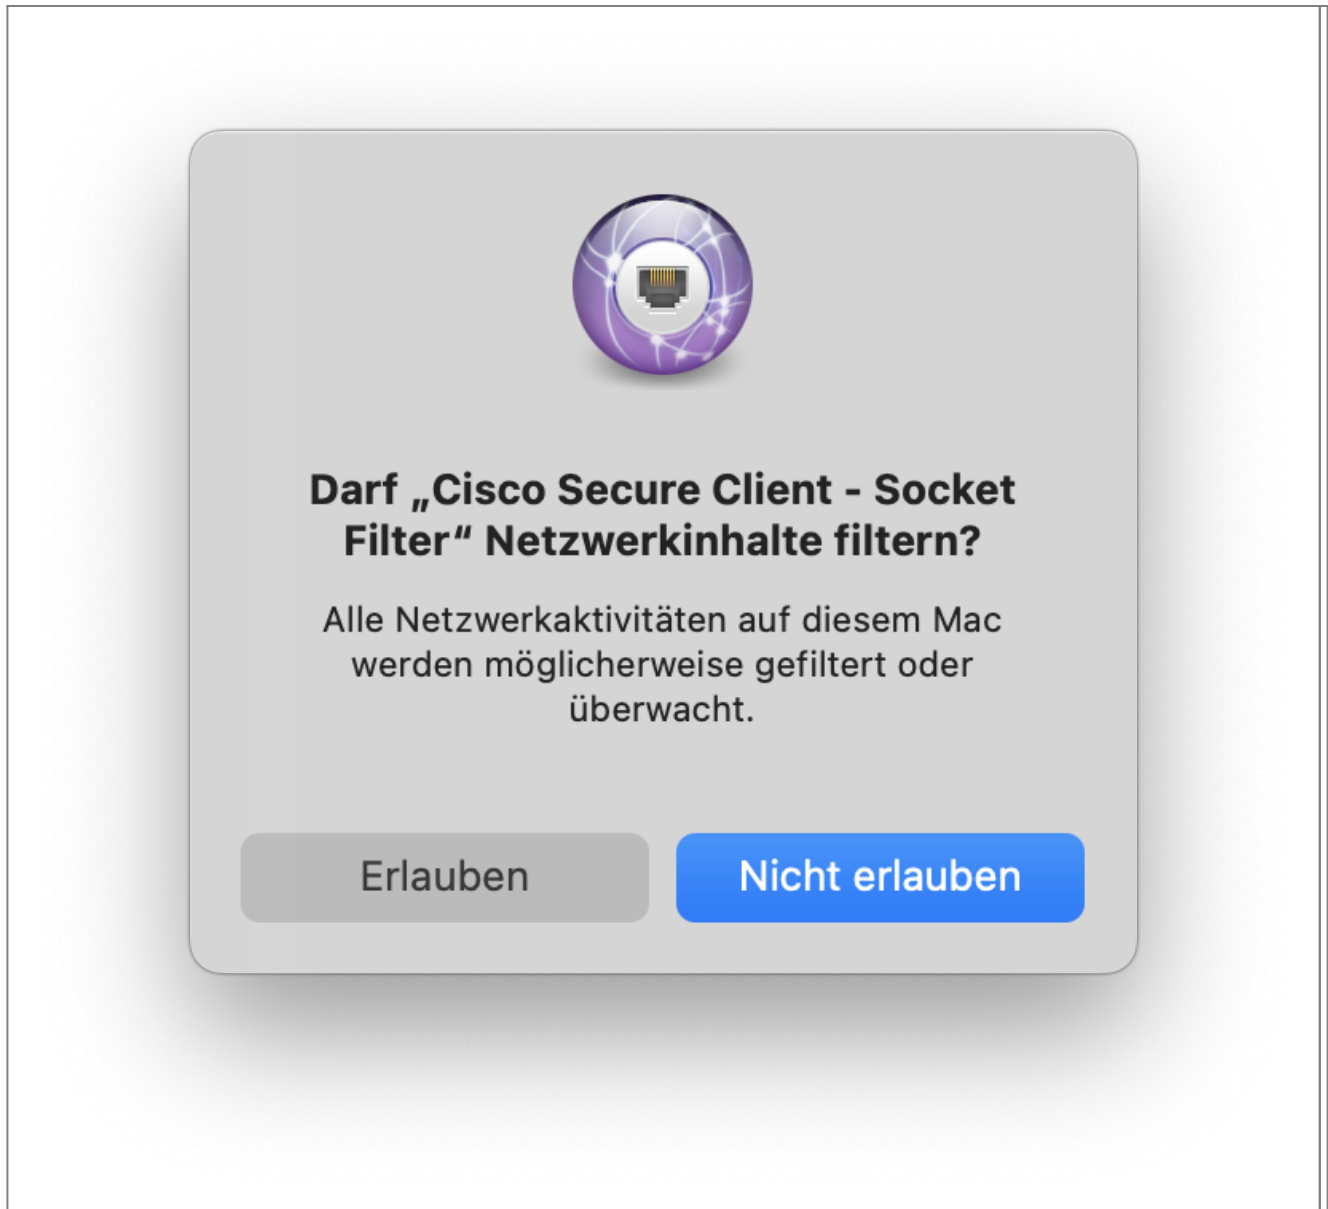 Darf „Cisco Secure Client - Socket
Filter“ Netzwerkinhalte filtern?
Alle Netzwerkaktivitäten auf diesem Mac
werden möglicherweise gefiltert oder
überwacht.
Erlauben
Nicht erlauben